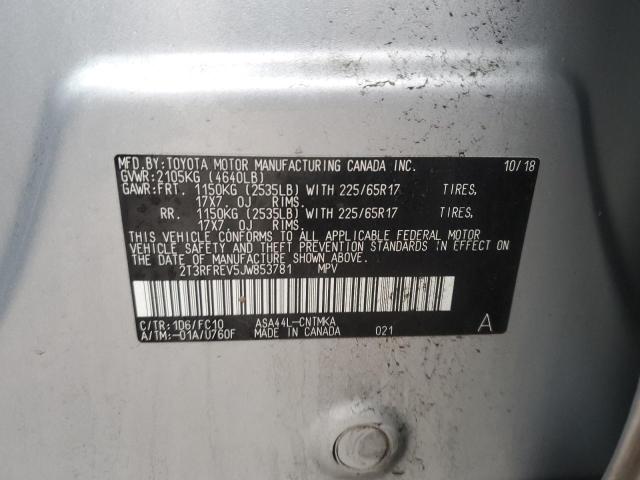 MFD.BY:TOYOTA MOTOR MANUFACTURING CANADA INC. 10/18
GVWR:2105KG (4640LB)
GAWR:FRT. 1150KG (2535LB) WITH 225/65R17 TIRES.
17X7.0J RIMS.
RR. 1150KG (2535LB) WITH 225/65R17 TIRES.
17X7.0J RIMS.
THIS VEHICLE CONFORMS TO ALL APPLICABLE FEDERAL MOTOR
VEHICLE SAFETY AND THEFT PREVENTION STANDARDS IN EFFECT ON
THE DATE OF MANUFACTURE SHOWN ABOVE.
2T3RFREV5JW853781 MPV
C/TR:1D6/FC10 ASA44L-CNTMKA
A/TM:-01A/U760F MADE IN CANADA 021 A